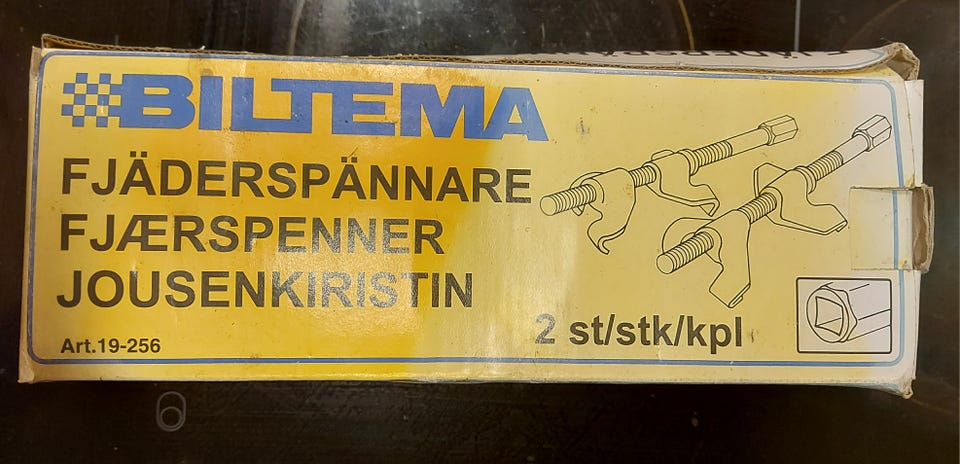 BILTEMA
FJÄDERSPÄNNARE
FJÆRSPENNER
JOUSENKIRISTIN
Art.19-256
2 st/stk/kpl